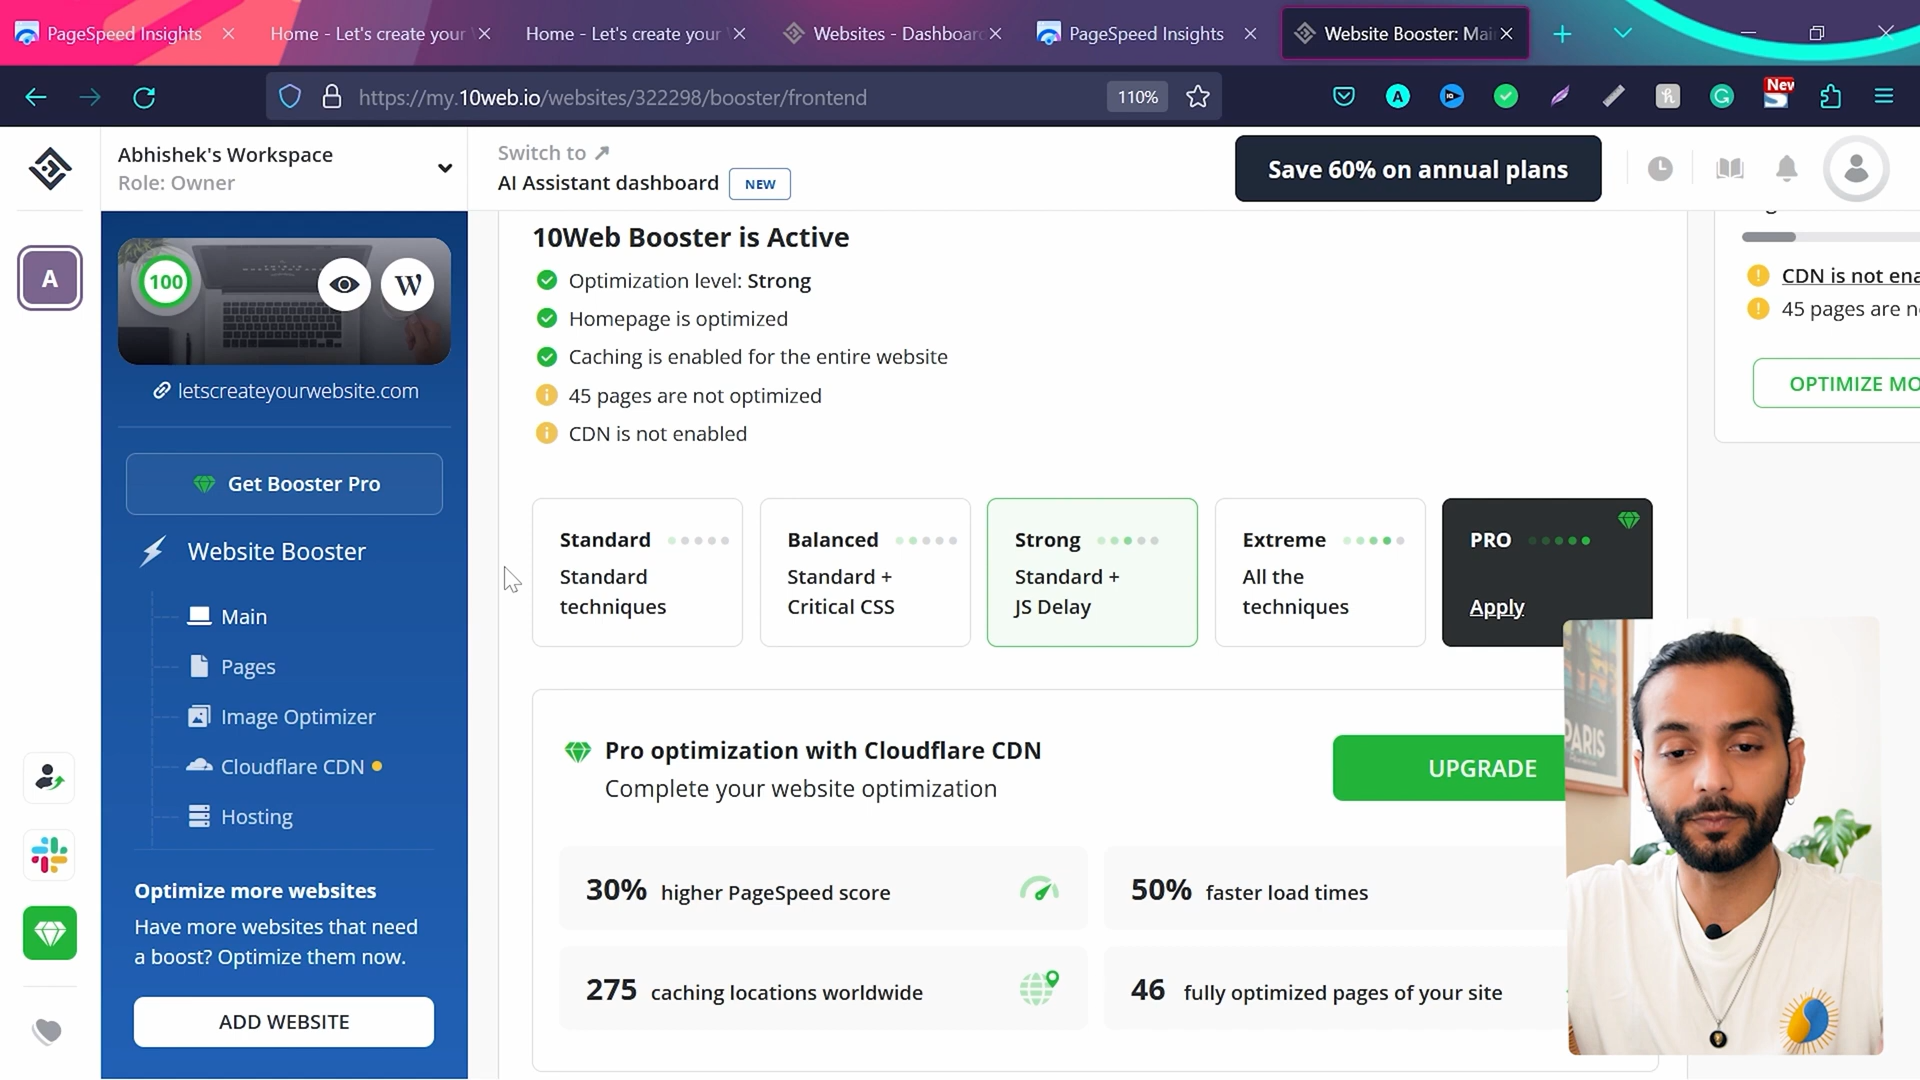 PageSpeed Insights
Home - Let's create your
Home - Let's create your
Websites - Dashboard
PageSpeed Insights
Website Booster: Mai
https://my.10web.io/websites/322298/booster/frontend
110%
New
Abhishek's Workspace
Role: Owner
Switch to
AI Assistant dashboard
NEW
Save 60% on annual plans
A
100
W
letscreateyourwebsite.com
Get Booster Pro
Website Booster
Main
Pages
Image Optimizer
Cloudflare CDN
Hosting
Optimize more websites
Have more websites that need
a boost? Optimize them now.
ADD WEBSITE
10Web Booster is Active
Optimization level: Strong
Homepage is optimized
Caching is enabled for the entire website
45 pages are not optimized
CDN is not enabled
Standard
Standard
techniques
Balanced
Standard +
Critical CSS
Strong
Standard +
JS Delay
Extreme
All the
techniques
PRO
Apply
Pro optimization with Cloudflare CDN
Complete your website optimization
UPGRADE
30% higher PageSpeed score
50% faster load times
275 caching locations worldwide
46 fully optimized pages of your site
CDN is not ena
45 pages are n
OPTIMIZE MO
PARIS